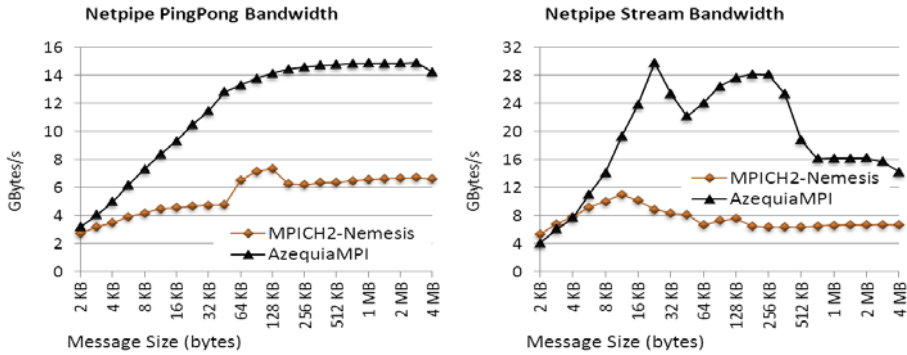 Netpipe PingPong Bandwidth
GBytes/s
16
14
12
10
8
6
4
2
0
MPICH2-Nemesis
AzequiaMPI
2 KB
4 KB
8 KB
16 KB
32 KB
64 KB
128 KB
256 KB
512 KB
1 MB
2 MB
4 MB
Message Size (bytes)
Netpipe Stream Bandwidth
GBytes/s
32
28
24
20
16
12
8
4
0
MPICH2-Nemesis
AzequiaMPI
2 KB
4 KB
8 KB
16 KB
32 KB
64 KB
128 KB
256 KB
512 KB
1 MB
2 MB
4 MB
Message Size (bytes)